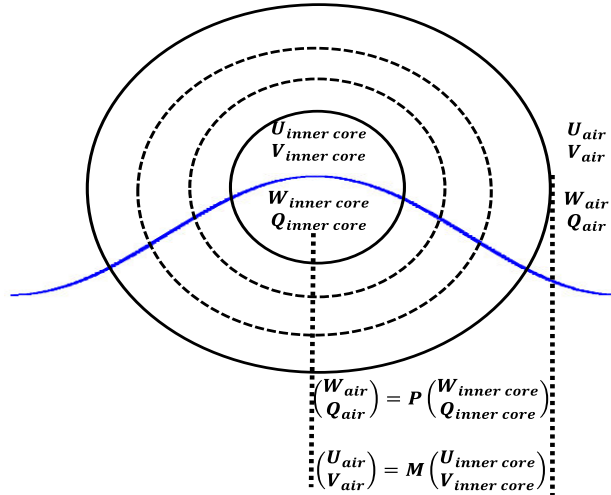 U inner core
V inner core
U air
V air
W inner core
Q inner core
W air
Q air
(W air Q air) = P (W inner core Q inner core)
(U air V air) = M (U inner core V inner core)